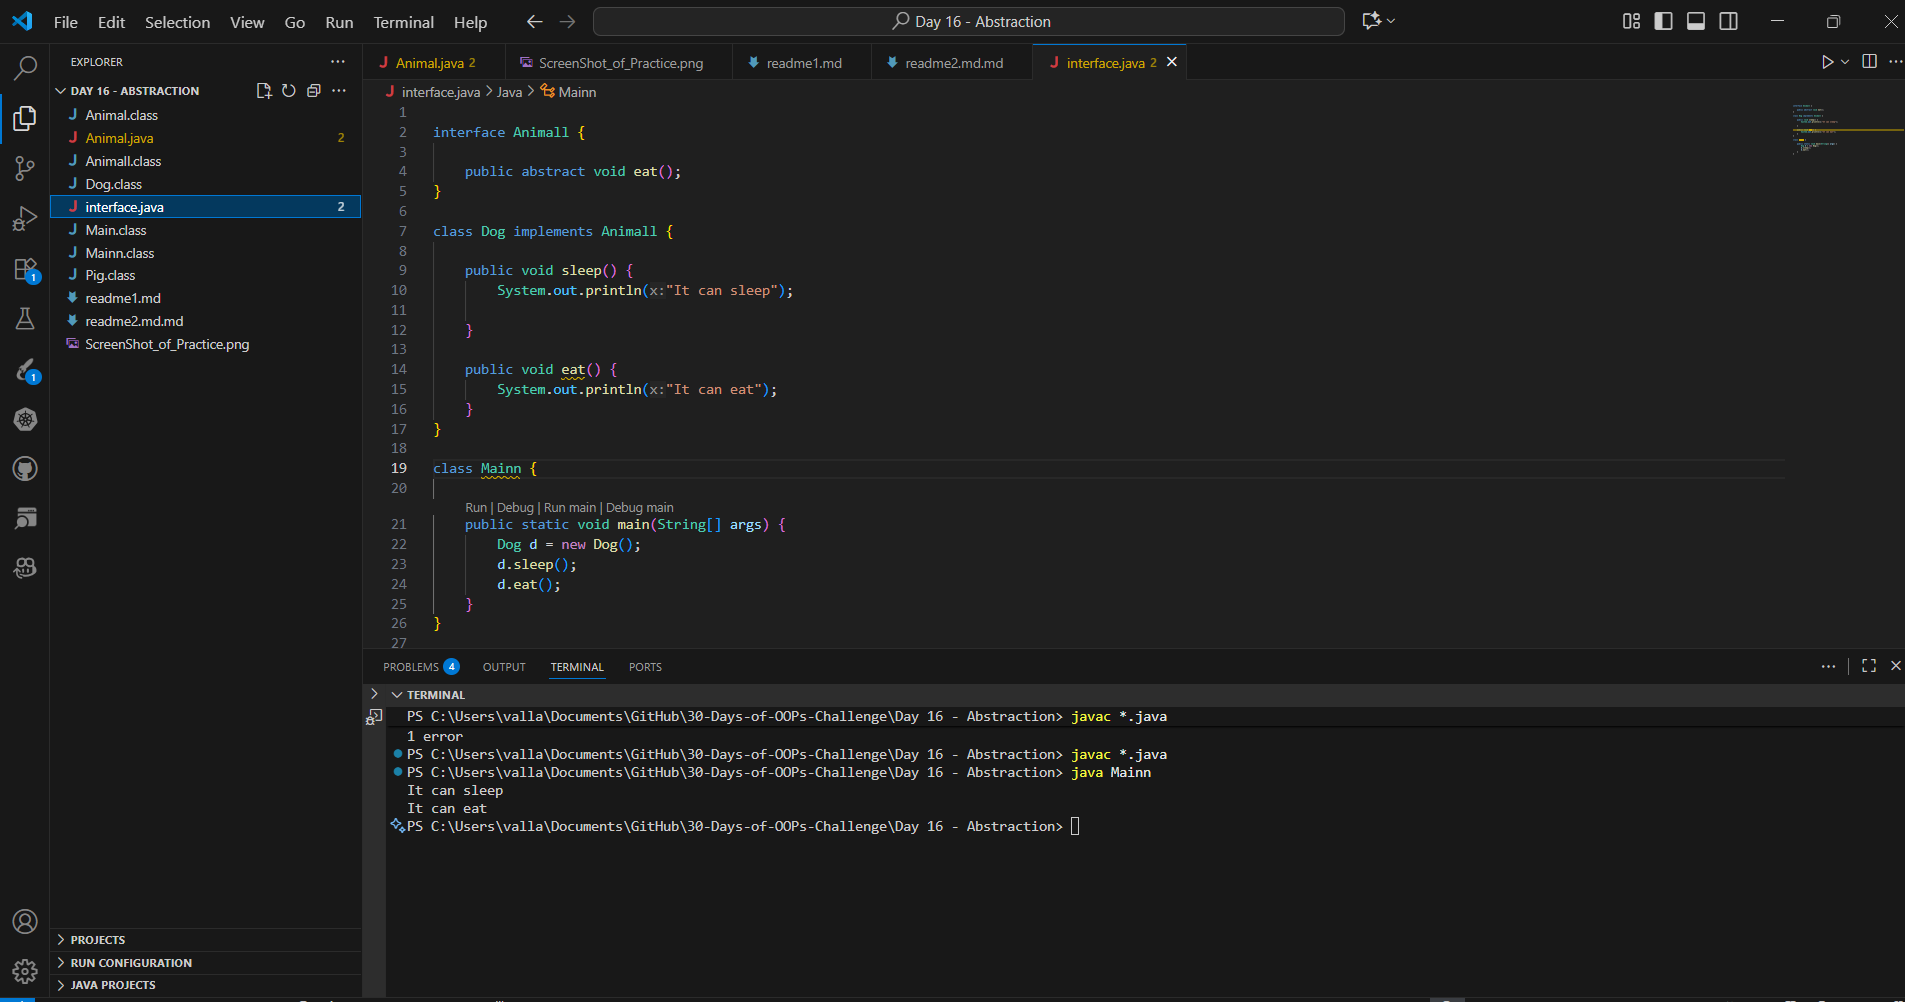 File Edit Selection View Go Run Terminal Help
Day 16 - Abstraction
EXPLORER
DAY 16 - ABSTRACTION
Animal.class
Animal.java 2
Animall.class
Dog.class
interface.java 2
Main.class
Mainn.class
Pig.class
readme1.md
readme2.md.md
ScreenShot_of_Practice.png
1
1
PROJECTS
RUN CONFIGURATION
JAVA PROJECTS
Animal.java 2 ScreenShot_of_Practice.png readme1.md readme2.md.md interface.java 2
interface.java > Java > Mainn
1
2 interface Animall {
3
4 public abstract void eat();
5 }
6
7 class Dog implements Animall {
8
9 public void sleep() {
10 System.out.println(x:"It can sleep");
11
12 }
13
14 public void eat() {
15 System.out.println(x:"It can eat");
16 }
17 }
18
19 class Mainn {
20
Run | Debug | Run main | Debug main
21 public static void main(String[] args) {
22 Dog d = new Dog();
23 d.sleep();
24 d.eat();
25 }
26 }
27
PROBLEMS 4 OUTPUT TERMINAL PORTS
TERMINAL
PS C:\Users\valla\Documents\GitHub\30-Days-of-OOPs-Challenge\Day 16 - Abstraction> javac *.java
1 error
PS C:\Users\valla\Documents\GitHub\30-Days-of-OOPs-Challenge\Day 16 - Abstraction> javac *.java
PS C:\Users\valla\Documents\GitHub\30-Days-of-OOPs-Challenge\Day 16 - Abstraction> java Mainn
It can sleep
It can eat
PS C:\Users\valla\Documents\GitHub\30-Days-of-OOPs-Challenge\Day 16 - Abstraction>